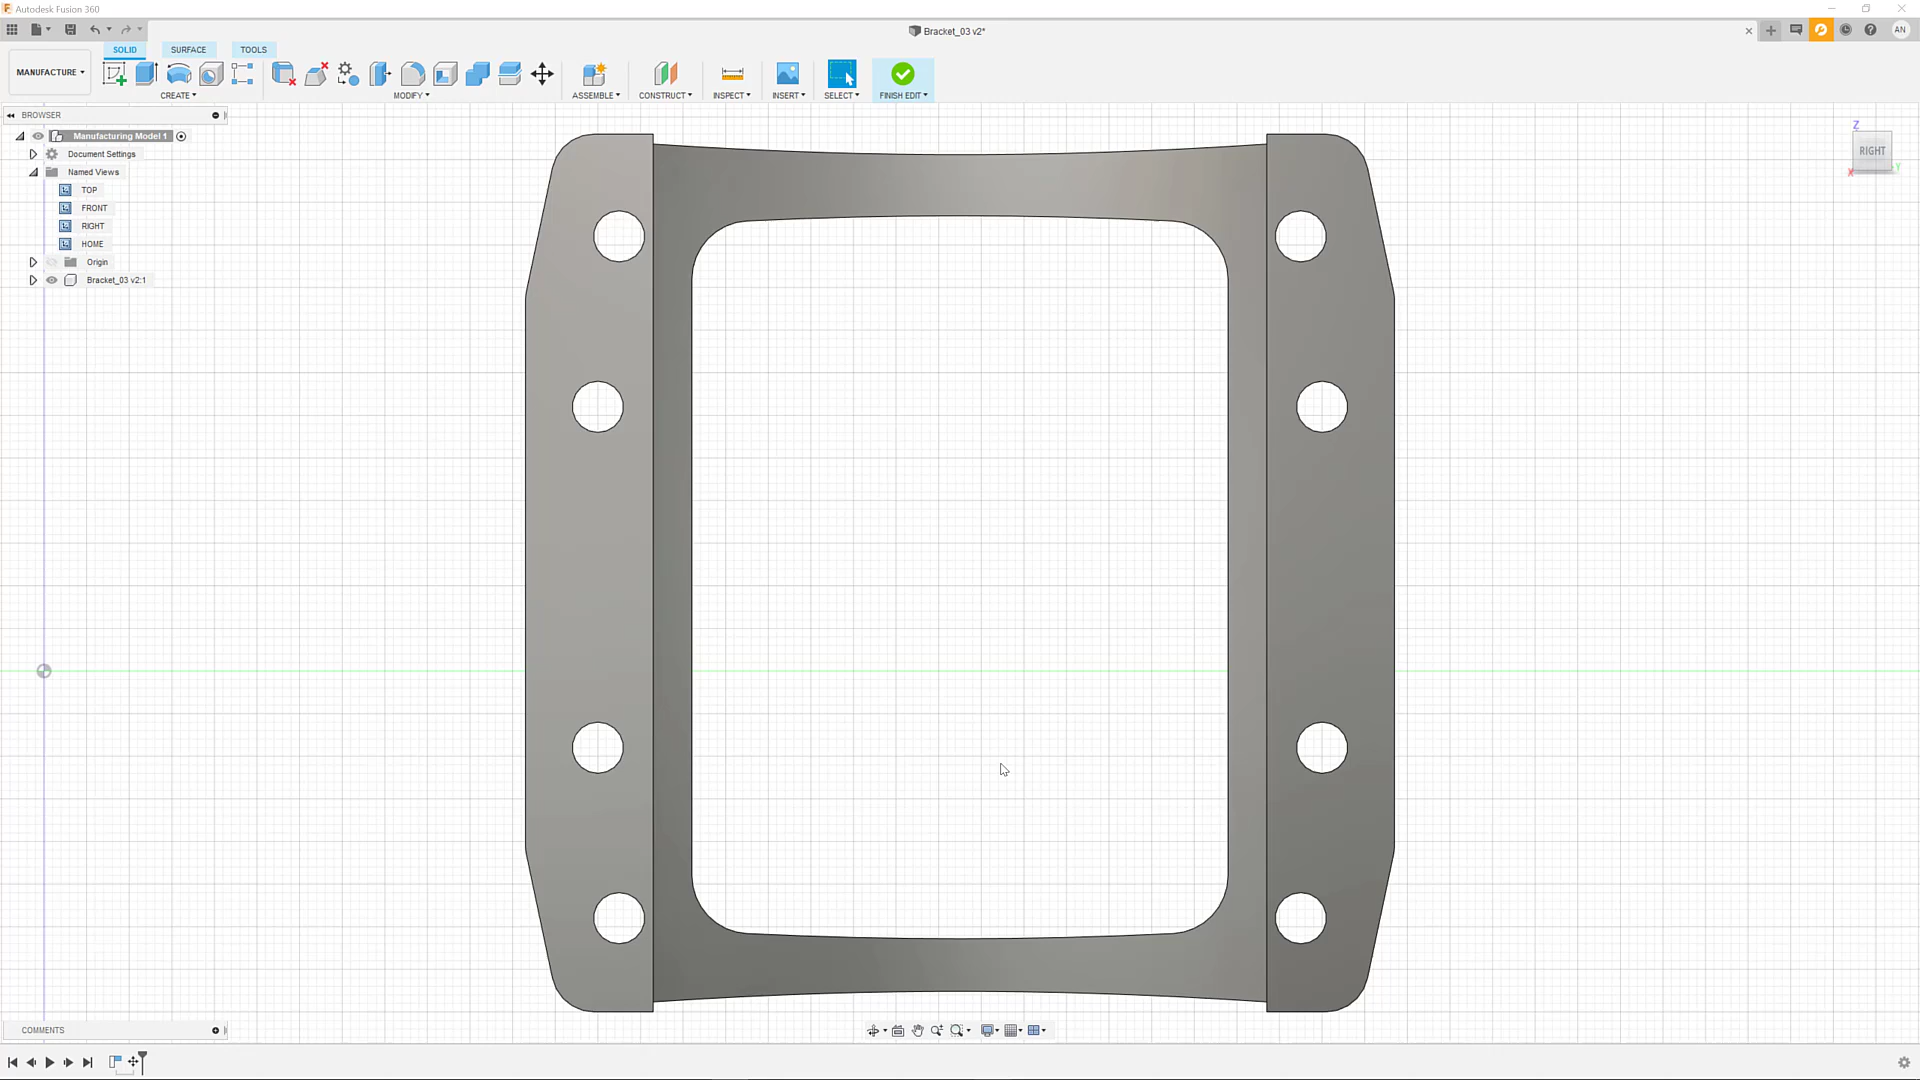 Autodesk Fusion 360
Bracket_03 v2*
AN
MANUFACTURE
SOLID
SURFACE
TOOLS
CREATE
MODIFY
ASSEMBLE
CONSTRUCT
INSPECT
INSERT
SELECT
FINISH EDIT
BROWSER
Manufacturing Model 1
Document Settings
Named Views
TOP
FRONT
RIGHT
HOME
Origin
Bracket_03 v2:1
Z
RIGHT
X
Y
COMMENTS